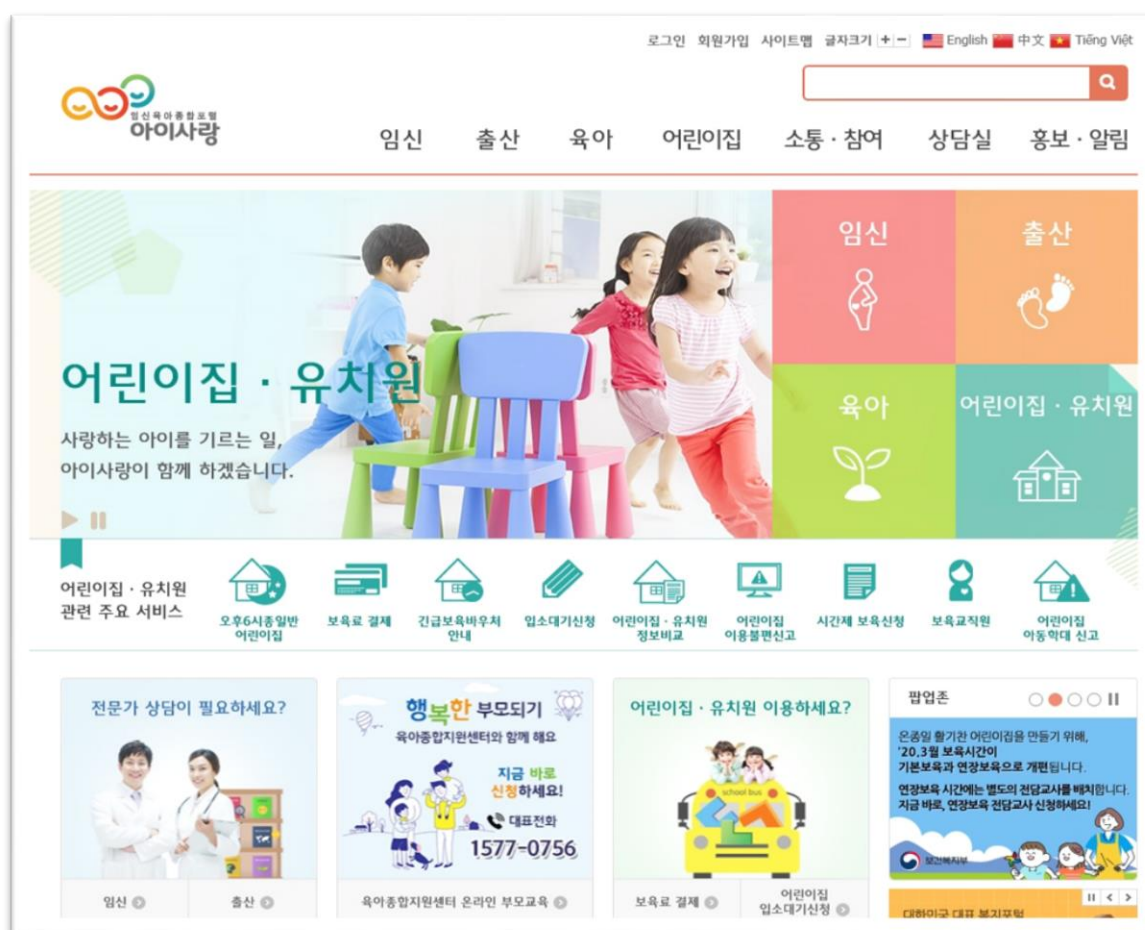 로그인 회원가입 사이트맵 글자크기 + - English 中文 Tiếng Việt
임신육아종합포털
아이사랑
임신 출산 육아 어린이집 소통·참여 상담실 홍보·알림
어린이집·유치원
사랑하는 아이를 기르는 일,
아이사랑이 함께 하겠습니다.
임신
출산
육아
어린이집·유치원
어린이집·유치원
관련 주요 서비스
오후6시종일반
어린이집
보육료 결제
긴급보육바우처
안내
입소대기신청
어린이집·유치원
정보비교
어린이집
이용불편신고
시간제 보육신청
보육교직원
어린이집
아동학대 신고
전문가 상담이 필요하세요?
임신
출산
행복한 부모되기
육아종합지원센터와 함께 해요
지금 바로
신청하세요!
대표전화
1577-0756
육아종합지원센터 온라인 부모교육
어린이집·유치원 이용하세요?
school bus
보육료 결제
어린이집
입소대기신청
팝업존
온종일 활기찬 어린이집을 만들기 위해,
'20.3월 보육시간이
기본보육과 연장보육으로 개편됩니다.
연장보육 시간에는 별도의 전담교사를 배치합니다.
지금 바로, 연장보육 전담교사 신청하세요!
보건복지부
대한민국 대표 복지포털